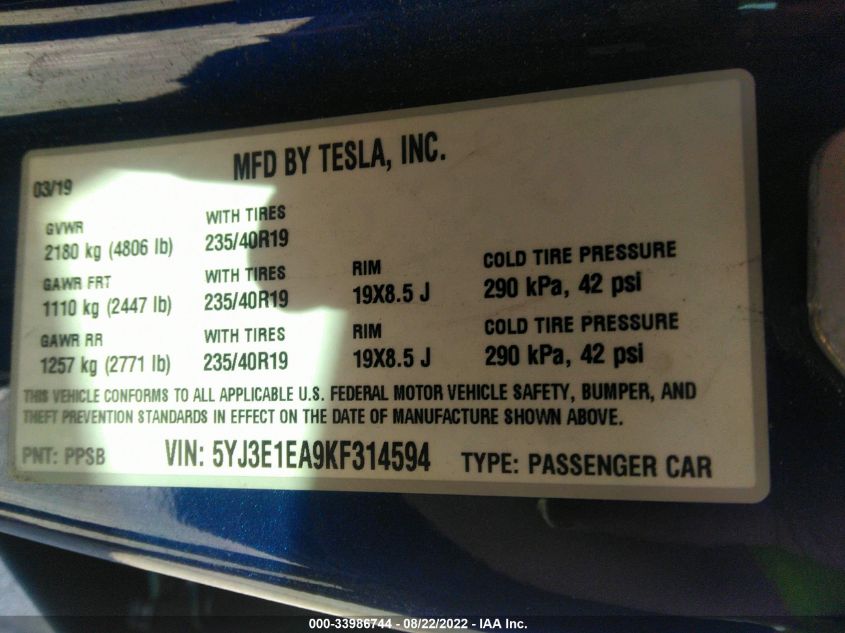 MFD BY TESLA, INC.
03/19
GVWR WITH TIRES
2180 kg (4806 lb) 235/40R19
GAWR FRT WITH TIRES RIM COLD TIRE PRESSURE
1110 kg (2447 lb) 235/40R19 19X8.5 J 290 kPa, 42 psi
GAWR RR WITH TIRES RIM COLD TIRE PRESSURE
1257 kg (2771 lb) 235/40R19 19X8.5 J 290 kPa, 42 psi
THIS VEHICLE CONFORMS TO ALL APPLICABLE U.S. FEDERAL MOTOR VEHICLE SAFETY, BUMPER, AND
THEFT PREVENTION STANDARDS IN EFFECT ON THE DATE OF MANUFACTURE SHOWN ABOVE.
PNT: PPSB VIN: 5YJ3E1EA9KF314594 TYPE: PASSENGER CAR
000-33986744 - 08/22/2022 - IAA Inc.